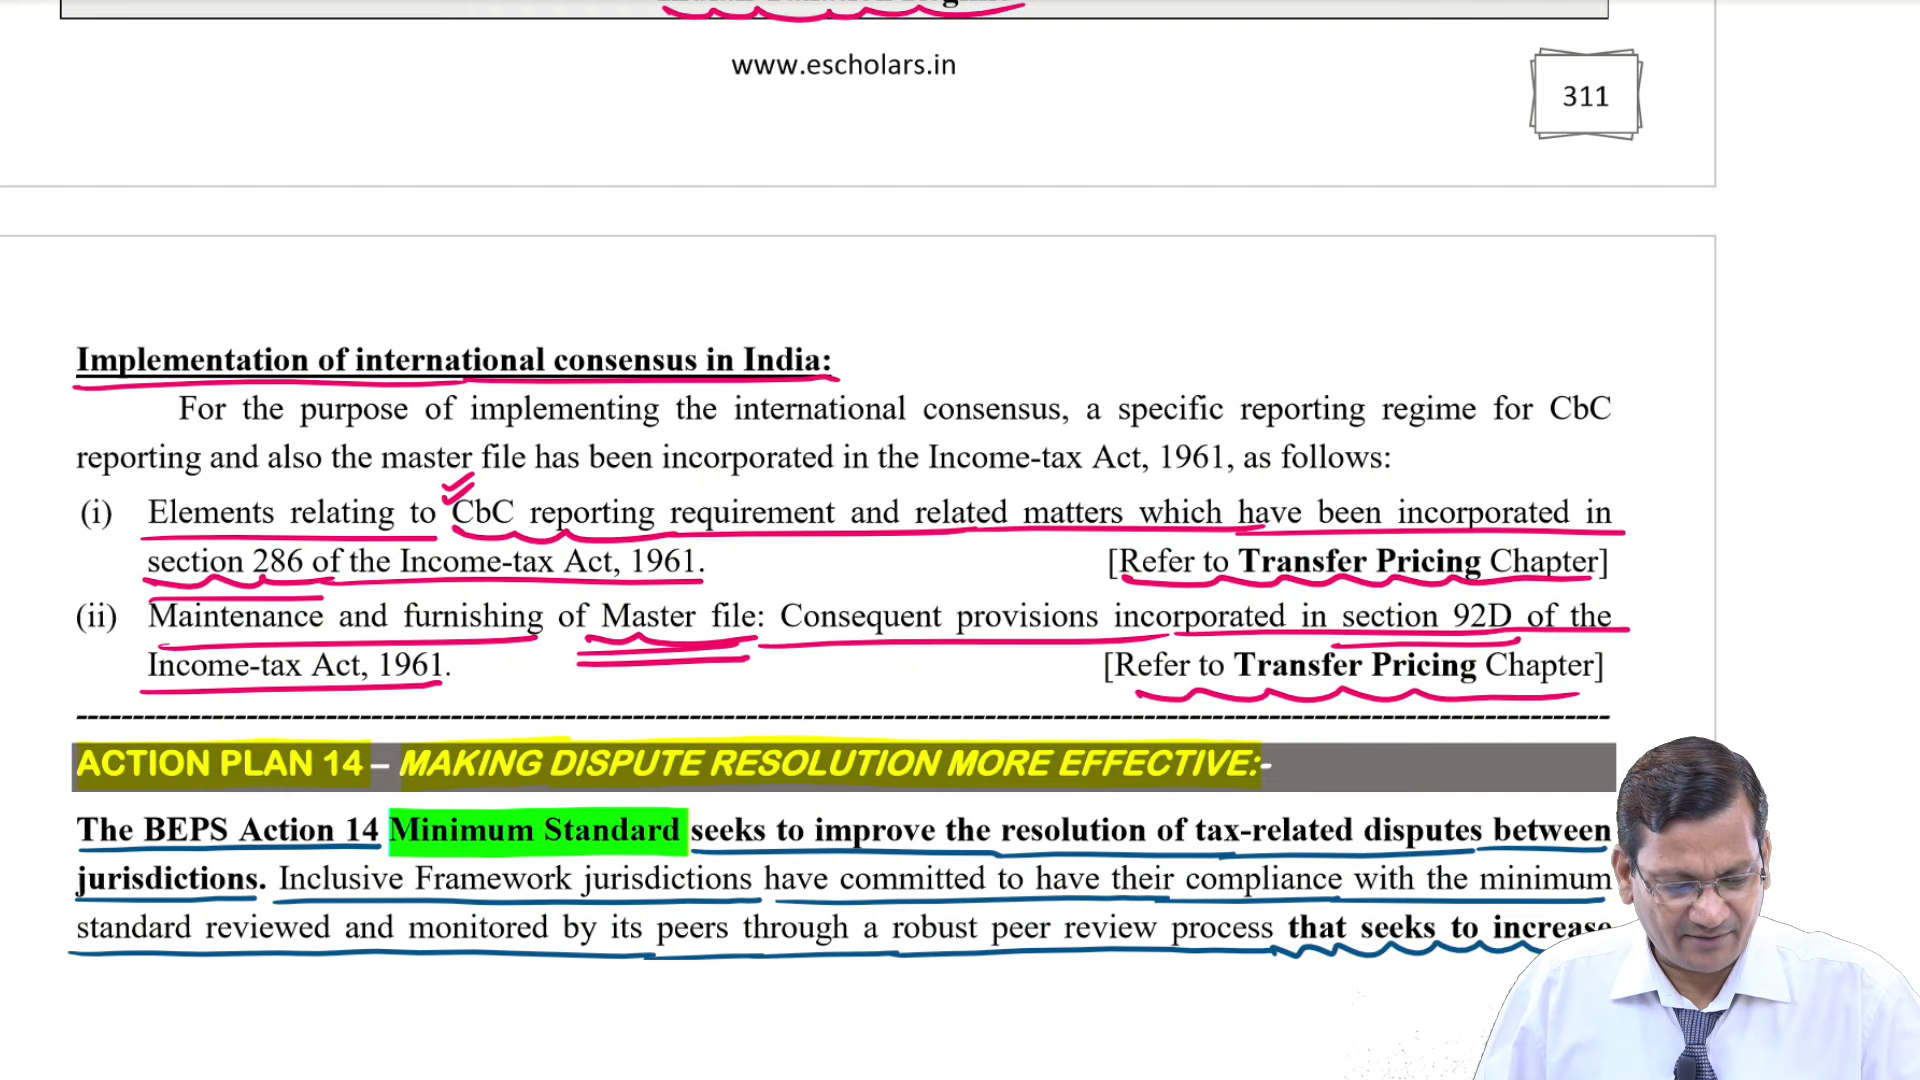 www.escholars.in
311
Implementation of international consensus in India:
For the purpose of implementing the international consensus, a specific reporting regime for CbC
reporting and also the master file has been incorporated in the Income-tax Act, 1961, as follows:
(i) Elements relating to CbC reporting requirement and related matters which have been incorporated in
section 286 of the Income-tax Act, 1961. [Refer to Transfer Pricing Chapter]
(ii) Maintenance and furnishing of Master file: Consequent provisions incorporated in section 92D of the
Income-tax Act, 1961. [Refer to Transfer Pricing Chapter]
ACTION PLAN 14 – MAKING DISPUTE RESOLUTION MORE EFFECTIVE:-
The BEPS Action 14 Minimum Standard seeks to improve the resolution of tax-related disputes between
jurisdictions. Inclusive Framework jurisdictions have committed to have their compliance with the minimum
standard reviewed and monitored by its peers through a robust peer review process that seeks to increase